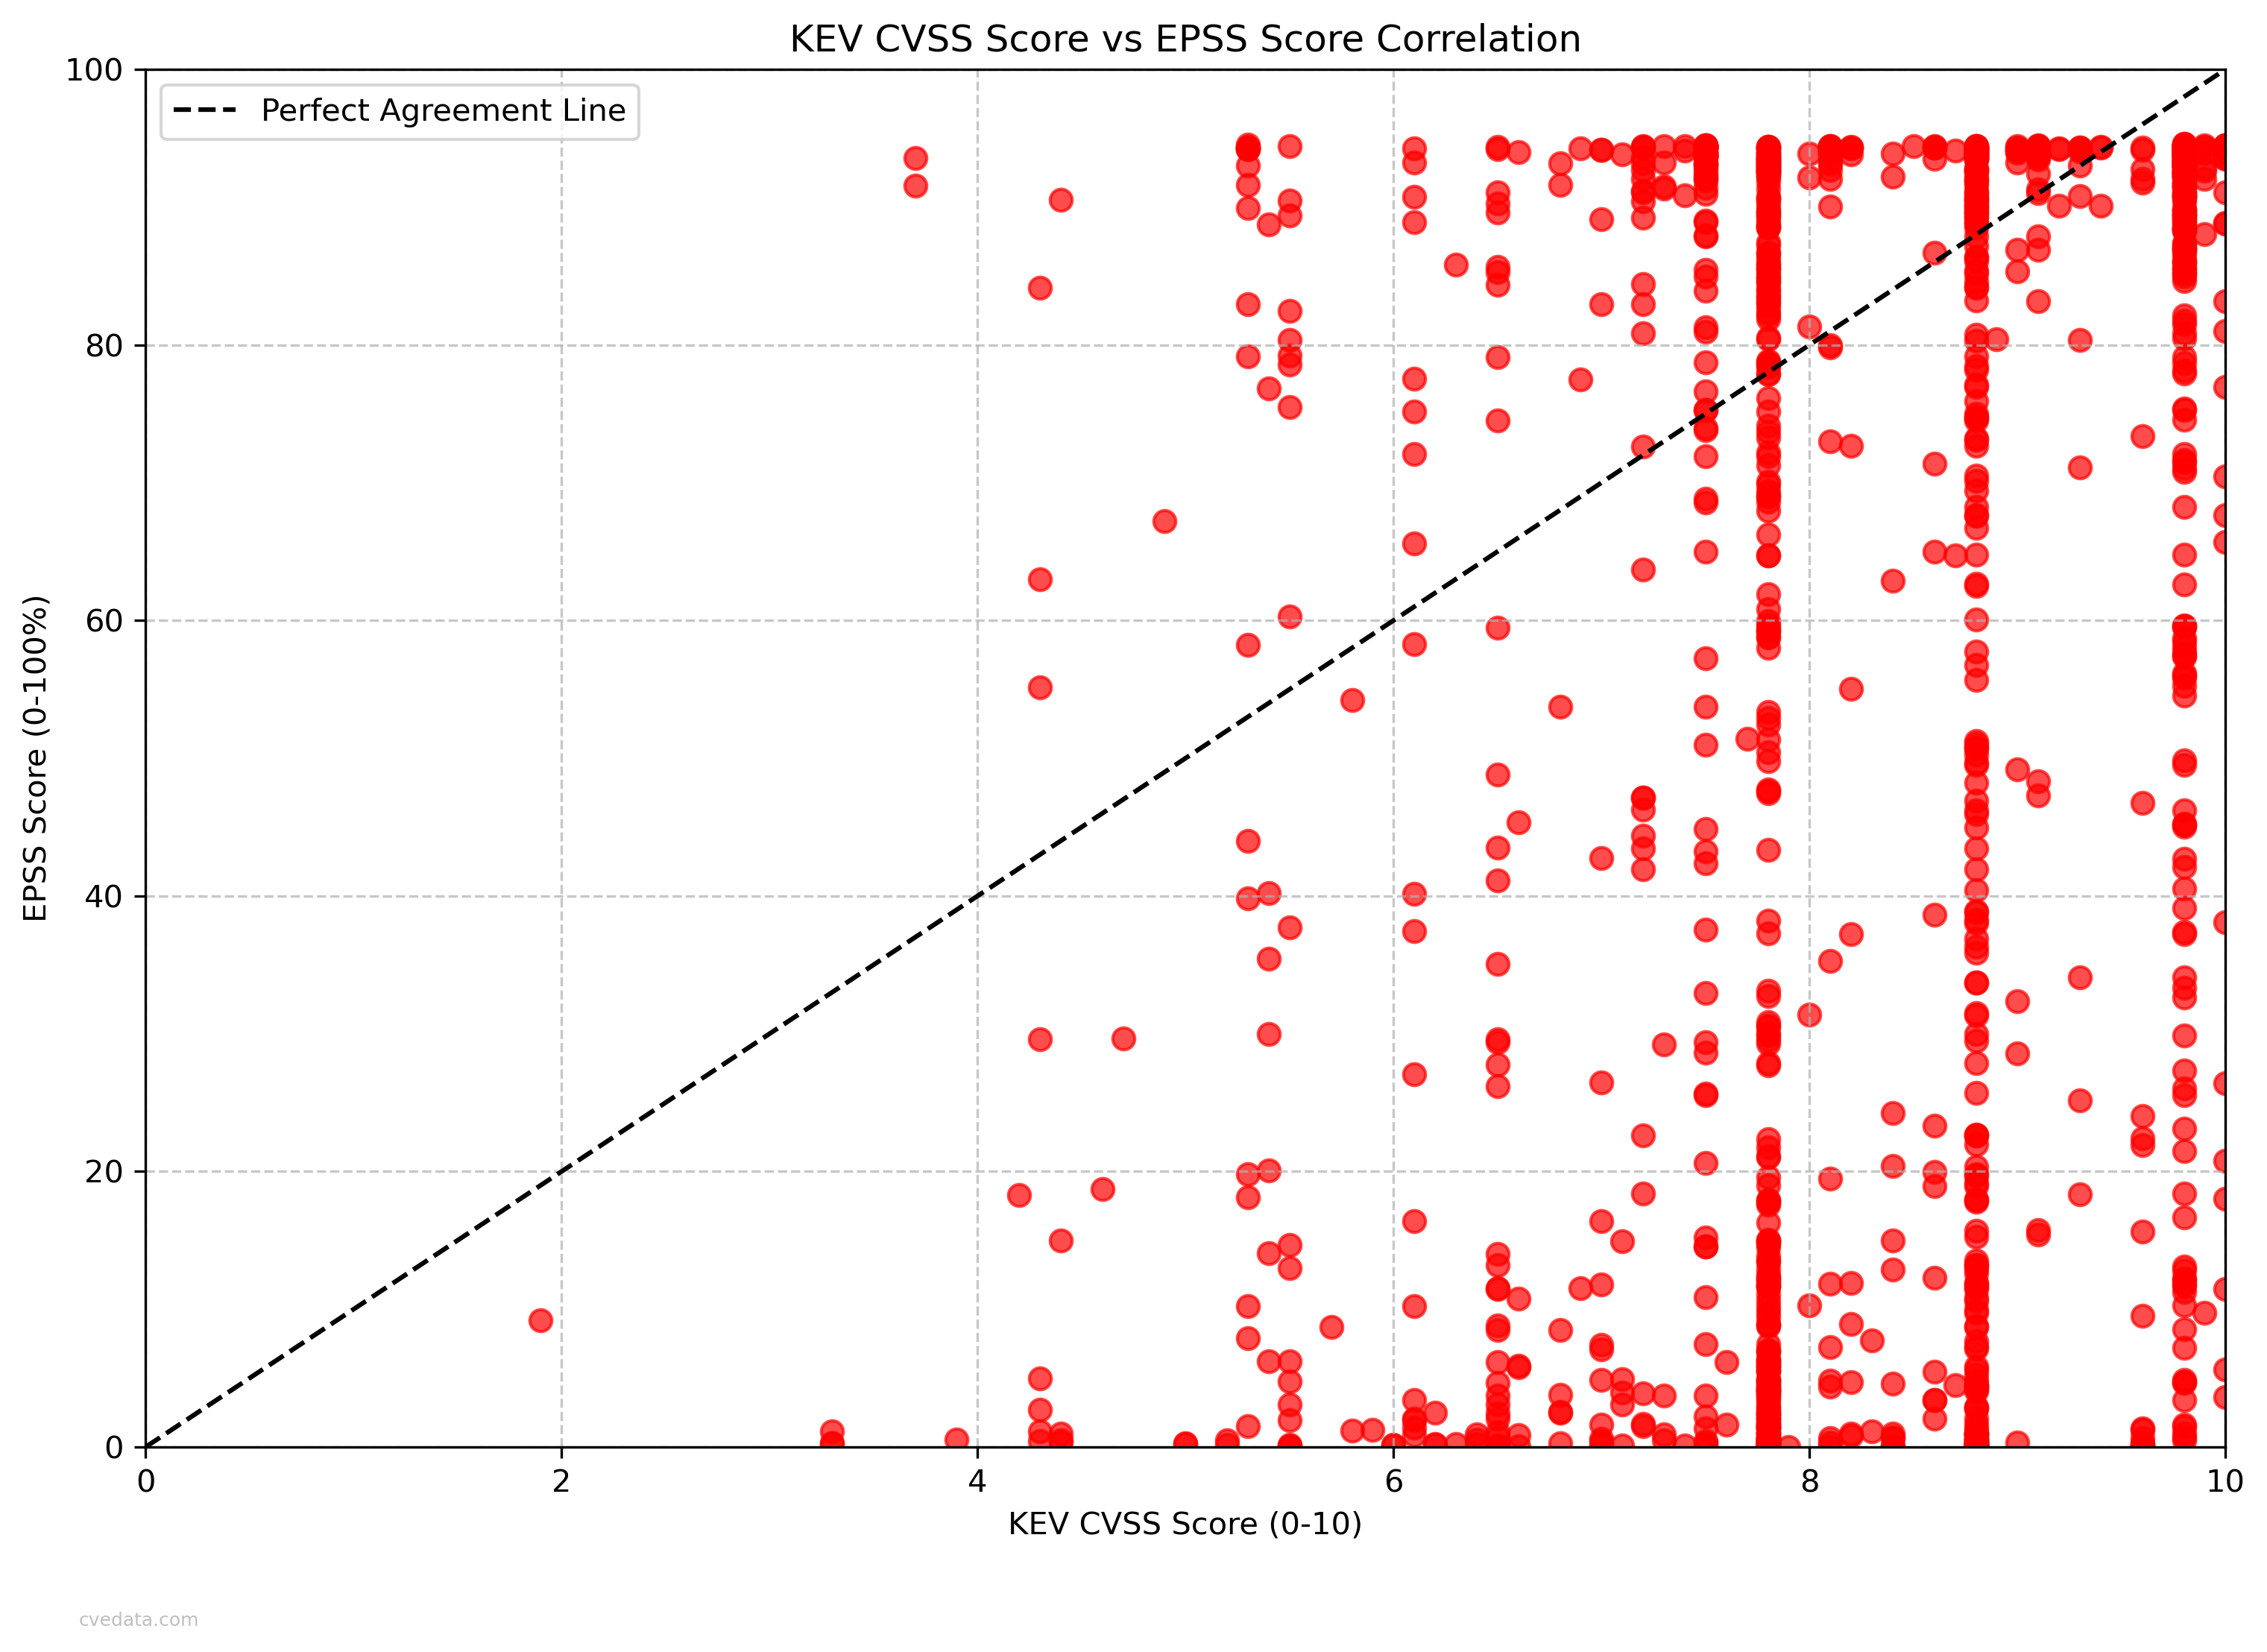 KEV CVSS Score vs EPSS Score Correlation
Perfect Agreement Line
EPSS Score (0-100%)
100
80
60
40
20
0
0 2 4 6 8 10
KEV CVSS Score (0-10)
cvedata.com